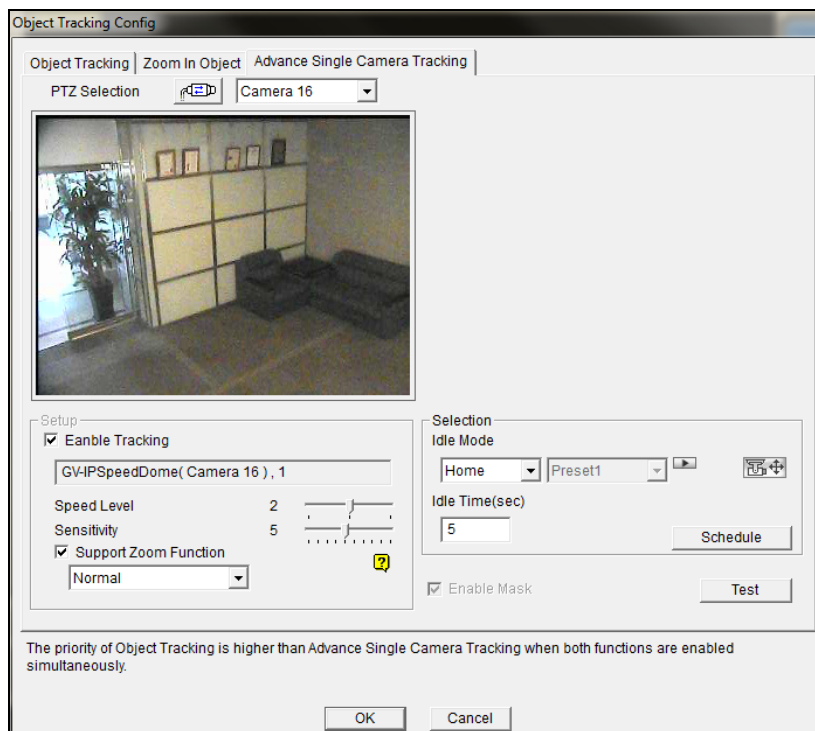 Object Tracking Config
Object Tracking Zoom In Object Advance Single Camera Tracking
PTZ Selection Camera 16
Setup
Eanble Tracking
GV-IPSpeedDome( Camera 16 ) , 1
Speed Level 2
Sensitivity 5
Support Zoom Function
?
Normal
Selection
Idle Mode
Home Preset1
Idle Time(sec)
5
Schedule
Enable Mask
Test
The priority of Object Tracking is higher than Advance Single Camera Tracking when both functions are enabled
simultaneously.
OK Cancel